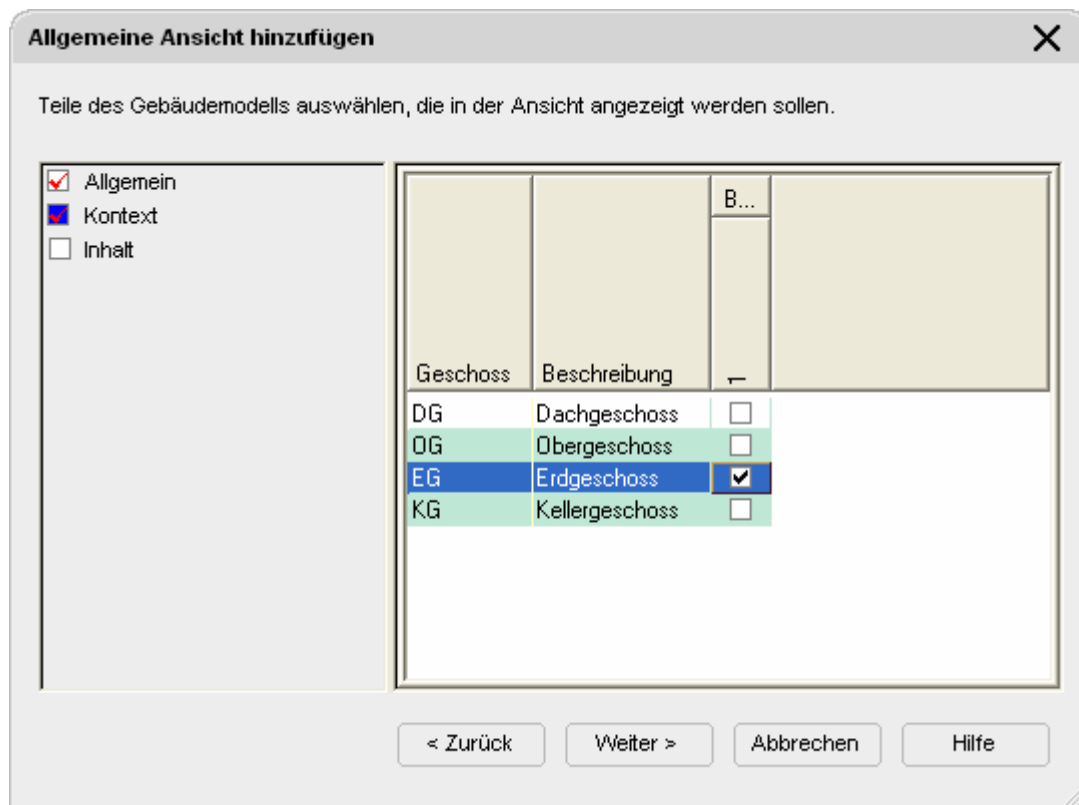 Allgemeine Ansicht hinzufügen
Teile des Gebäudemodells auswählen, die in der Ansicht angezeigt werden sollen.
Allgemein
Kontext
Inhalt
B...
Geschoss Beschreibung 1
DG Dachgeschoss
OG Obergeschoss
EG Erdgeschoss
KG Kellergeschoss
< Zurück Weiter > Abbrechen Hilfe